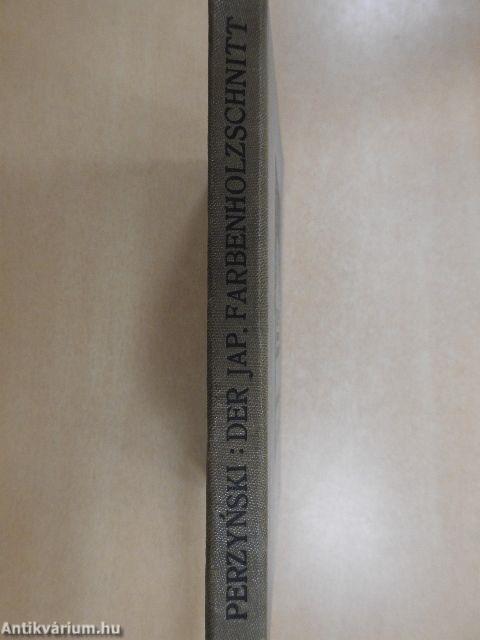 PERZYŃSKI: DER JAP. FARBENHOLZSCHNITT
Antikvárium.hu